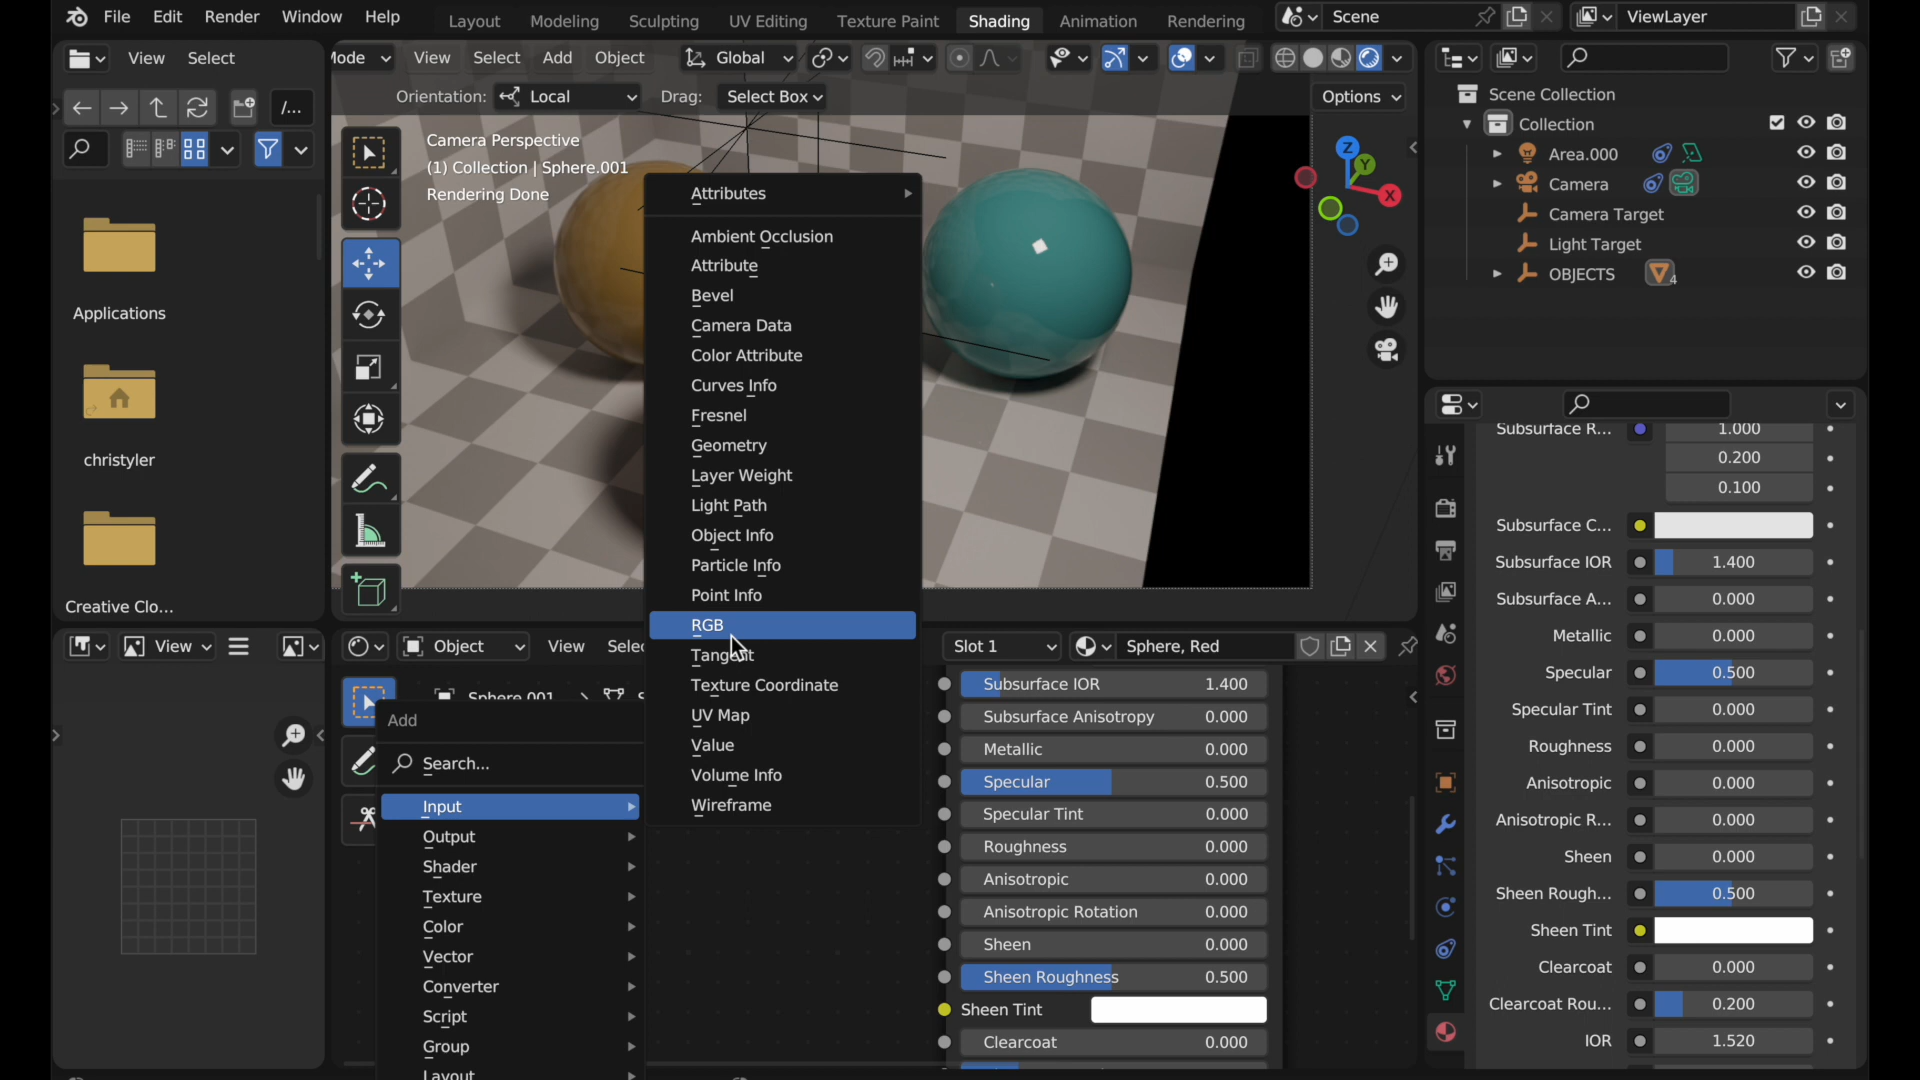 File Edit Render Window Help
Layout Modeling Sculpting UV Editing Texture Paint Shading Animation Rendering
Scene
ViewLayer
View Select
Mode View Select Add Object
Global
Options
Orientation: Local Drag: Select Box
/...
Camera Perspective
(1) Collection | Sphere.001
Rendering Done
Applications
christyler
Creative Clo...
Z
Y
X
Scene Collection
Collection
Area.000
Camera
Camera Target
Light Target
OBJECTS
4
Attributes
Ambient Occlusion
Attribute
Bevel
Camera Data
Color Attribute
Curves Info
Fresnel
Geometry
Layer Weight
Light Path
Object Info
Particle Info
Point Info
RGB
Tangent
Texture Coordinate
UV Map
Value
Volume Info
Wireframe
View
Object View
Slot 1
Sphere, Red
Sphere.001
Add
Search...
Input
Output
Shader
Texture
Color
Vector
Converter
Script
Group
Layout
Subsurface IOR 1.400
Subsurface Anisotropy 0.000
Metallic 0.000
Specular 0.500
Specular Tint 0.000
Roughness 0.000
Anisotropic 0.000
Anisotropic Rotation 0.000
Sheen 0.000
Sheen Roughness 0.500
Sheen Tint
Clearcoat 0.000
Subsurface R... 1.000
0.200
0.100
Subsurface C...
Subsurface IOR 1.400
Subsurface A... 0.000
Metallic 0.000
Specular 0.500
Specular Tint 0.000
Roughness 0.000
Anisotropic 0.000
Anisotropic R... 0.000
Sheen 0.000
Sheen Rough... 0.500
Sheen Tint
Clearcoat 0.000
Clearcoat Rou... 0.200
IOR 1.520